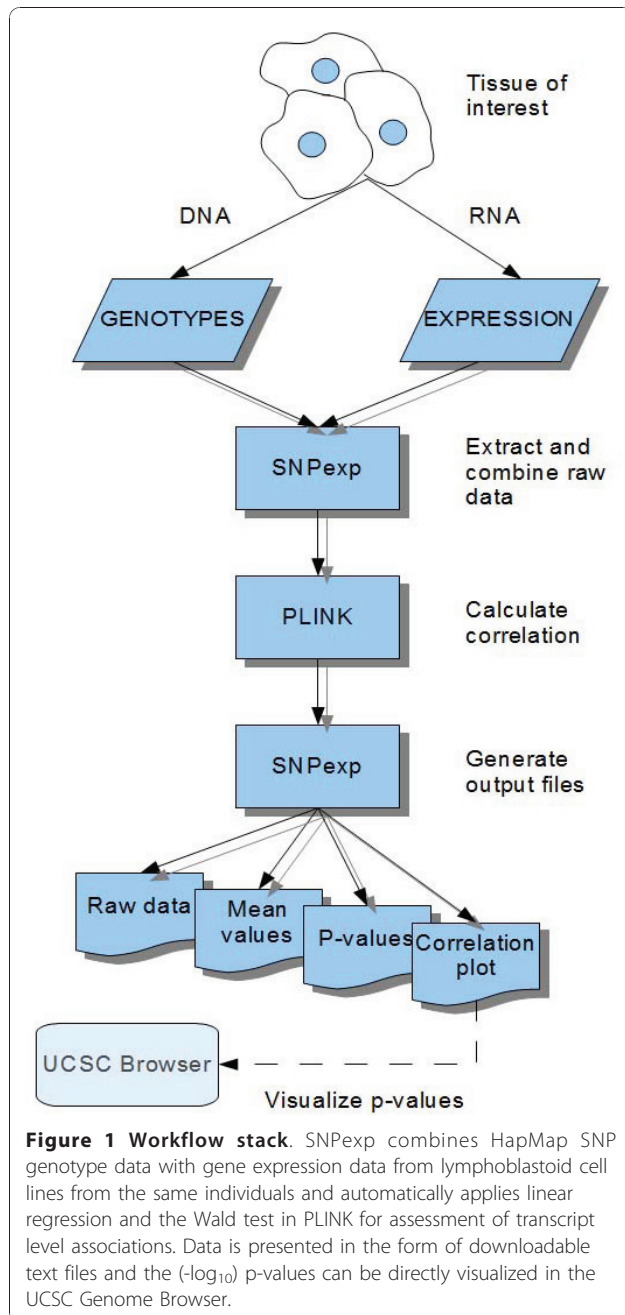 Tissue of
interest
DNA
RNA
GENOTYPES
EXPRESSION
SNPexp
Extract and
combine raw
data
PLINK
Calculate
correlation
SNPexp
Generate
output files
Raw data
Mean
values
P-values
Correlation
plot
UCSC Browser
Visualize p-values
Figure 1 Workflow stack. SNPexp combines HapMap SNP
genotype data with gene expression data from lymphoblastoid cell
lines from the same individuals and automatically applies linear
regression and the Wald test in PLINK for assessment of transcript
level associations. Data is presented in the form of downloadable
text files and the (-log₁₀) p-values can be directly visualized in the
UCSC Genome Browser.